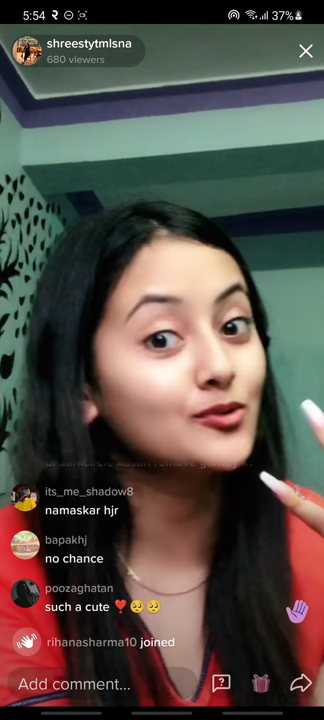 5:54
37%
shreestytmlsna
680 viewers
its_me_shadow8
namaskar hjr
bapakhj
no chance
poozaghatan
such a cute ❤️🥺🥺
rihanasharma10 joined
Add comment...